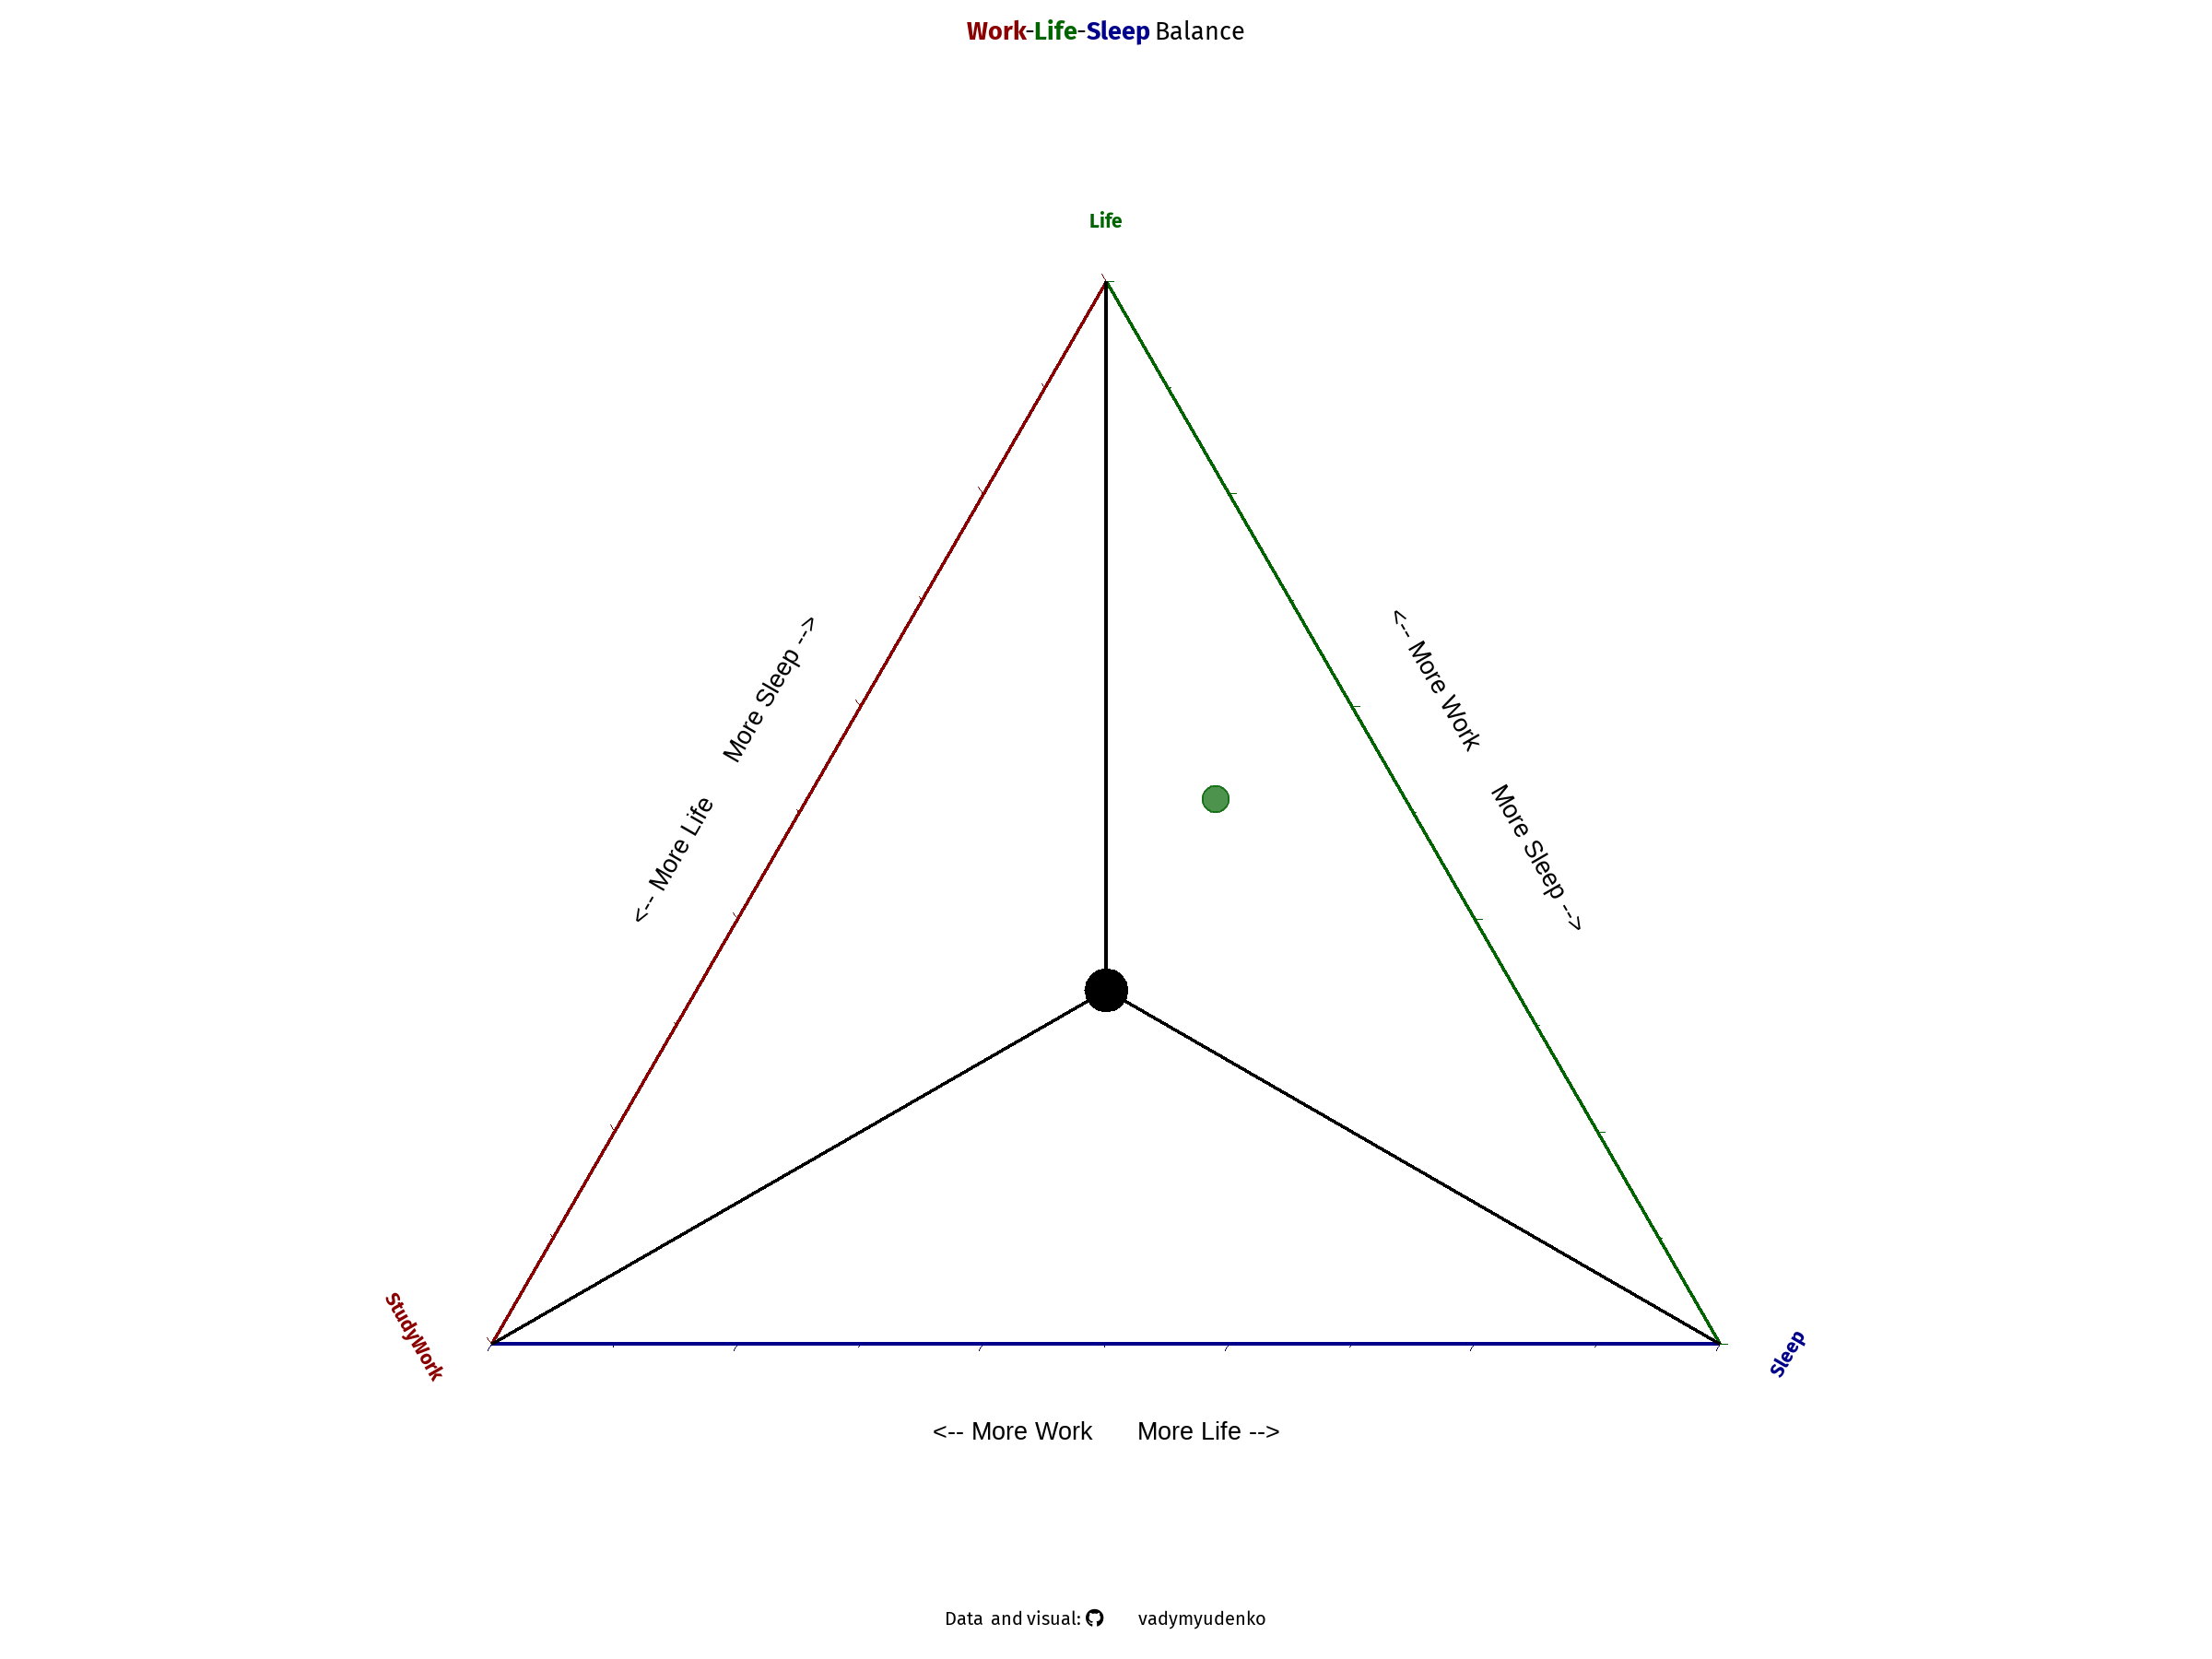 Work-Life-Sleep Balance
Life
<-- More Life     More Sleep -->
<-- More Work     More Sleep -->
StudyWork
Sleep
<-- More Work     More Life -->
Data and visual: vadymyudenko